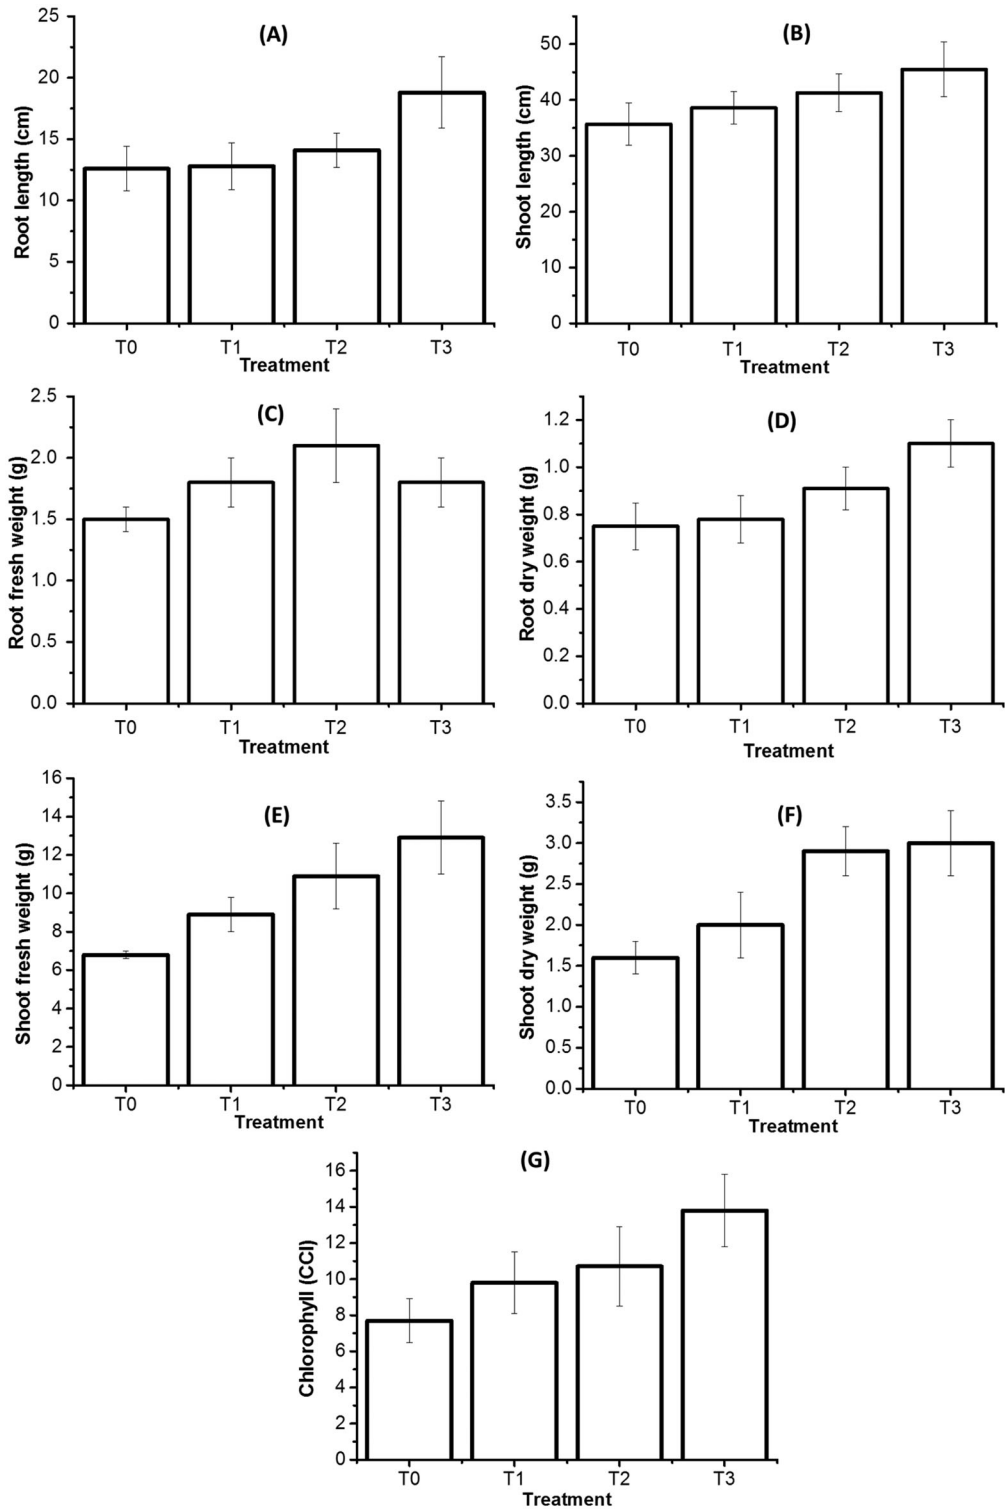 (A)
Root length (cm)
25
20
15
10
5
0
T0 T1 T2 T3
Treatment
(B)
Shoot length (cm)
50
40
30
20
10
0
T0 T1 T2 T3
Treatment
(C)
Root fresh weight (g)
2.5
2.0
1.5
1.0
0.5
0.0
T0 T1 T2 T3
Treatment
(D)
Root dry weight (g)
1.2
1.0
0.8
0.6
0.4
0.2
0.0
T0 T1 T2 T3
Treatment
(E)
Shoot fresh weight (g)
16
14
12
10
8
6
4
2
0
T0 T1 T2 T3
Treatment
(F)
Shoot dry weight (g)
3.5
3.0
2.5
2.0
1.5
1.0
0.5
0.0
T0 T1 T2 T3
Treatment
(G)
Chlorophyll (CCI)
16
14
12
10
8
6
4
2
0
T0 T1 T2 T3
Treatment